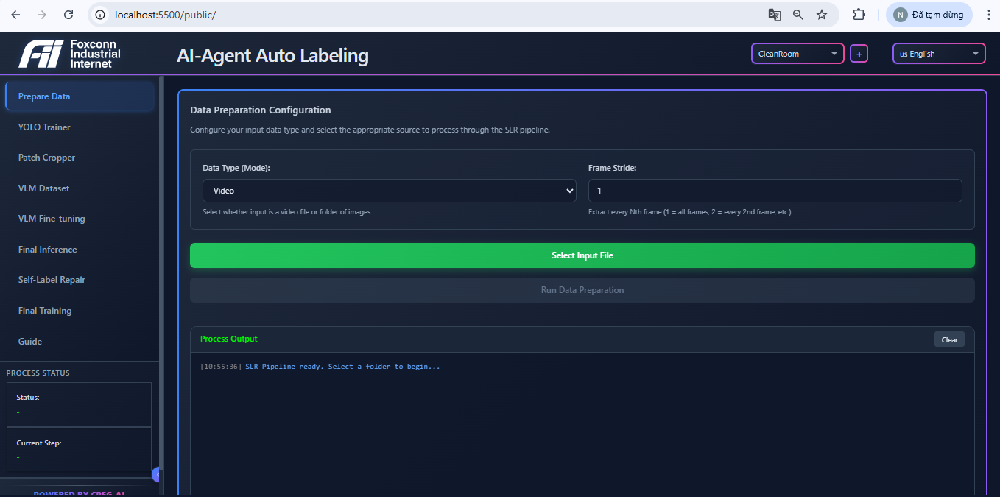 localhost:5500/public/
N Đã tạm dừng
Fii Foxconn
Industrial
Internet
AI-Agent Auto Labeling
CleanRoom
+
us English
Prepare Data
YOLO Trainer
Patch Cropper
VLM Dataset
VLM Fine-tuning
Final Inference
Self-Label Repair
Final Training
Guide
PROCESS STATUS
Status:
-
Current Step:
-
POWERED BY CPEG-AI
Data Preparation Configuration
Configure your input data type and select the appropriate source to process through the SLR pipeline.
Data Type (Mode):
Video
Select whether input is a video file or folder of images
Frame Stride:
1
Extract every Nth frame (1 = all frames, 2 = every 2nd frame, etc.)
Select Input File
Run Data Preparation
Process Output
Clear
[10:55:36] SLR Pipeline ready. Select a folder to begin...